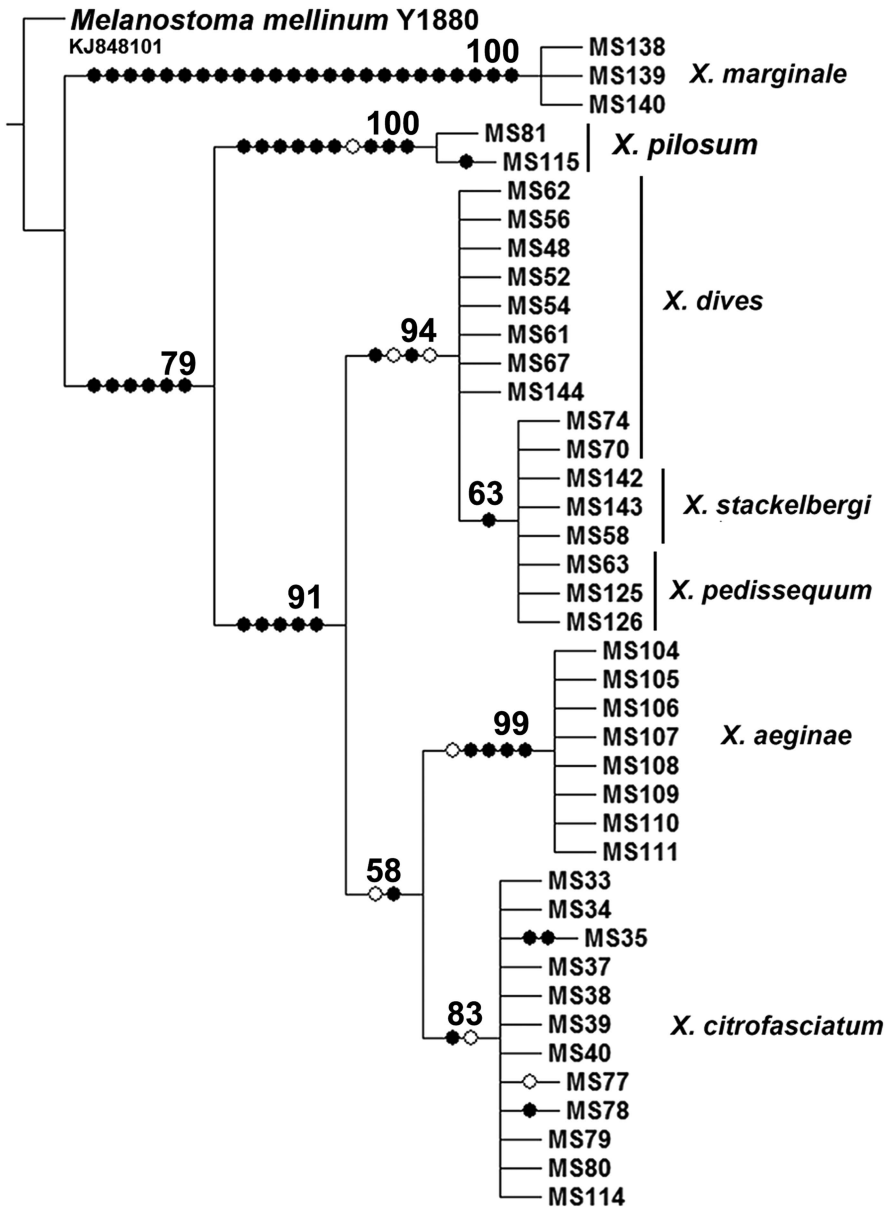 Melanostoma mellinum Y1880
KJ848101
100
MS138
MS139
MS140
X. marginale
100
MS81
MS115
X. pilosum
79
94
MS62
MS56
MS48
MS52
MS54
MS61
MS67
MS144
X. dives
63
MS74
MS70
MS142
MS143
MS58
X. stackelbergi
MS63
MS125
MS126
X. pedissequum
91
99
MS104
MS105
MS106
MS107
MS108
MS109
MS110
MS111
X. aeginae
58
83
MS33
MS34
MS35
MS37
MS38
MS39
MS40
MS77
MS78
MS79
MS80
MS114
X. citrofasciatum